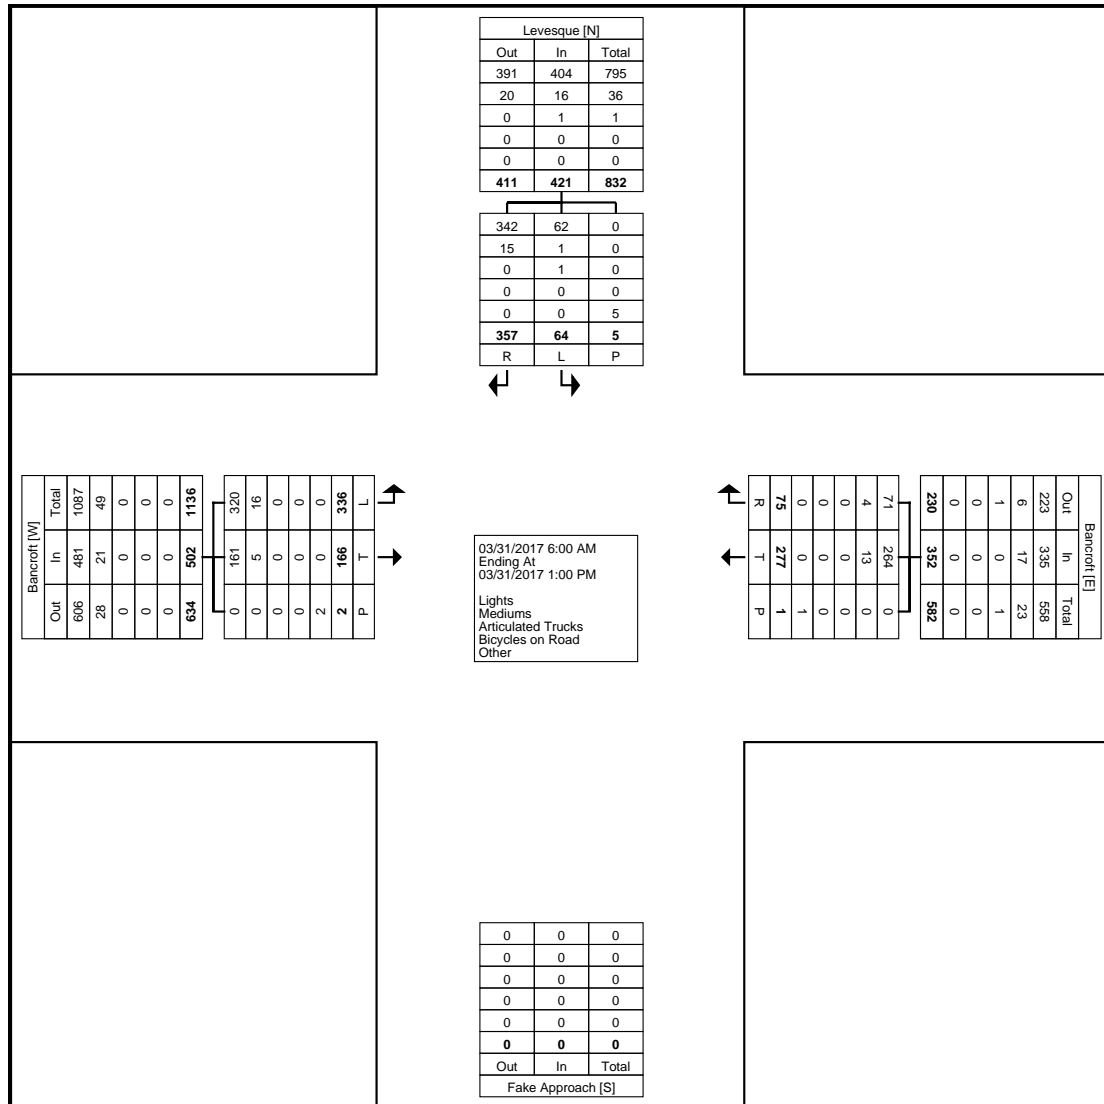 Levesque [N]
Out In Total
391 404 795
20 16 36
0 1 1
0 0 0
0 0 0
411 421 832
342 62 0
15 1 0
0 1 0
0 0 0
0 0 5
357 64 5
R L P
Bancroft [W]
Out In Total
606 481 1087
28 21 49
0 0 0
0 0 0
0 0 0
634 502 1136
0 161 320
0 5 16
0 0 0
0 0 0
2 0 0
2 166 336
P T L
03/31/2017 6:00 AM
Ending At
03/31/2017 1:00 PM
Lights
Mediums
Articulated Trucks
Bicycles on Road
Other
Bancroft [E]
Out In Total
223 335 558
6 17 23
1 0 1
0 0 0
0 0 0
230 352 582
71 264 0
4 13 0
0 0 0
0 0 0
0 0 1
75 277 1
R T P
0 0 0
0 0 0
0 0 0
0 0 0
0 0 0
0 0 0
Out In Total
Fake Approach [S]